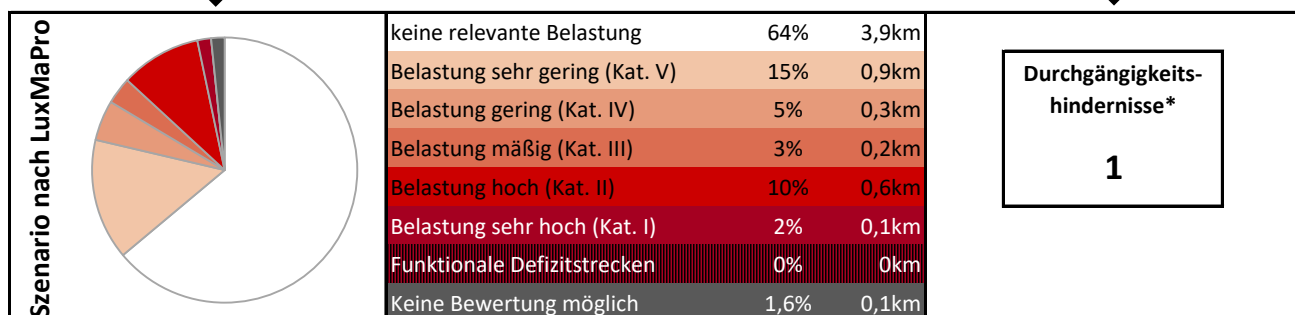 Szenario nach LuxMaPro
keine relevante Belastung 64% 3,9km
Belastung sehr gering (Kat. V) 15% 0,9km
Belastung gering (Kat. IV) 5% 0,3km
Belastung mäßig (Kat. III) 3% 0,2km
Belastung hoch (Kat. II) 10% 0,6km
Belastung sehr hoch (Kat. I) 2% 0,1km
Funktionale Defizitstrecken 0% 0km
Keine Bewertung möglich 1,6% 0,1km
Durchgängigkeits-
hindernisse*
1